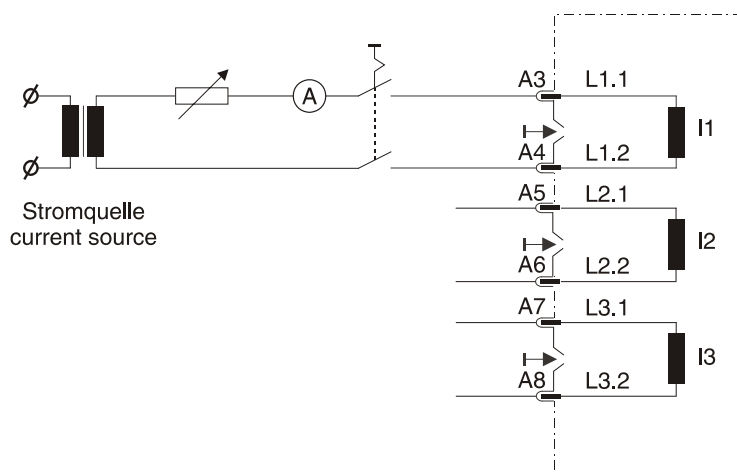 A3 L1.1
A
I1
A4 L1.2
A5 L2.1
Stromquelle
current source
I2
A6 L2.2
A7 L3.1
I3
A8 L3.2